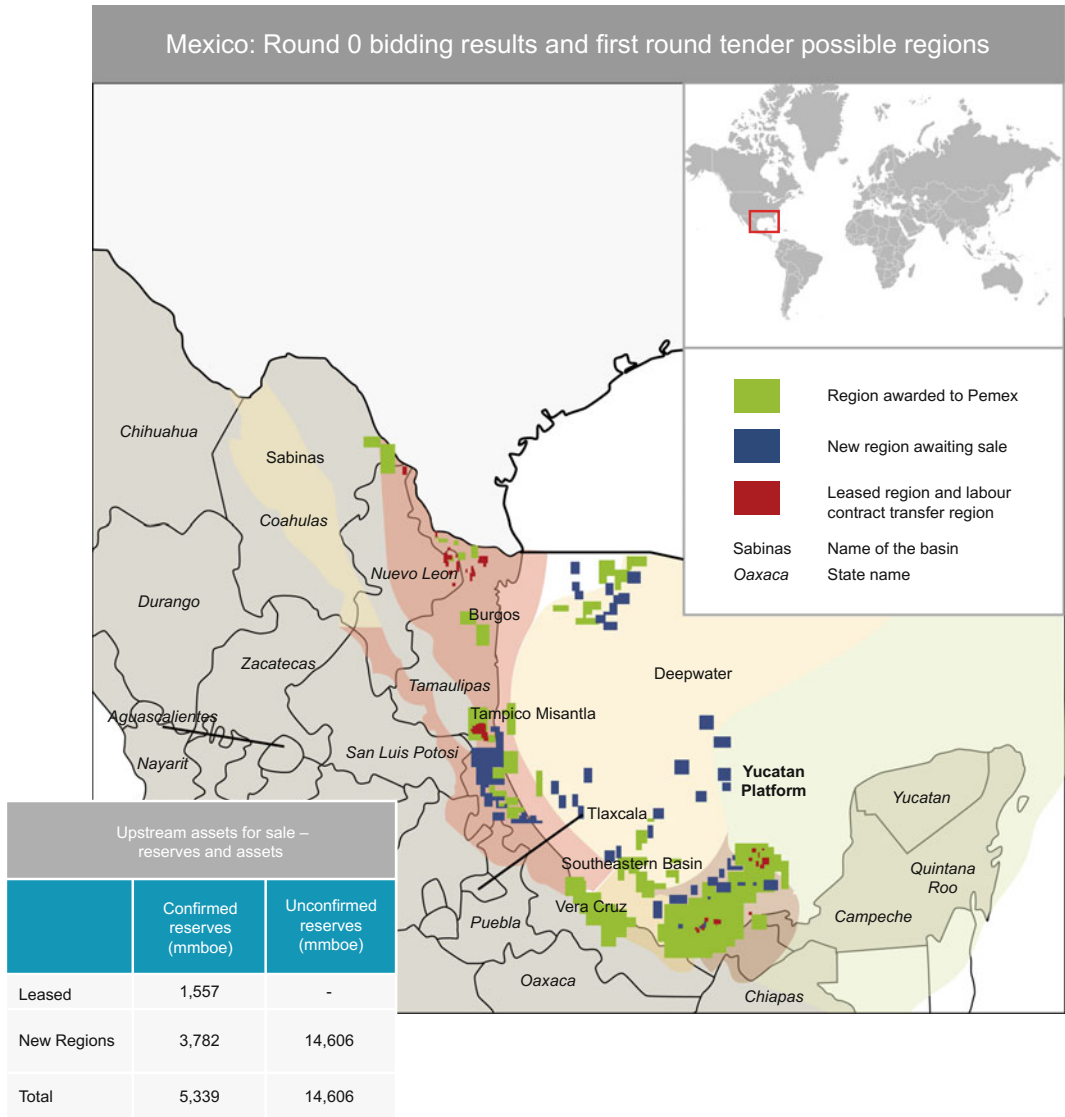 Mexico: Round 0 bidding results and first round tender possible regions
Region awarded to Pemex
New region awaiting sale
Leased region and labour
contract transfer region
Sabinas Name of the basin
Oaxaca State name
Chihuahua
Sabinas
Coahulas
Nuevo Leon
Durango
Burgos
Zacatecas
Deepwater
Tamaulipas
Aguascalientes
Tampico Misantla
San Luis Potosi
Nayarit
Yucatan
Platform
Yucatan
Tlaxcala
Southeastern Basin
Quintana
Roo
Vera Cruz
Campeche
Puebla
Oaxaca
Chiapas
Upstream assets for sale –
reserves and assets
Confirmed
reserves
(mmboe)
Unconfirmed
reserves
(mmboe)
Leased 1,557 -
New Regions 3,782 14,606
Total 5,339 14,606